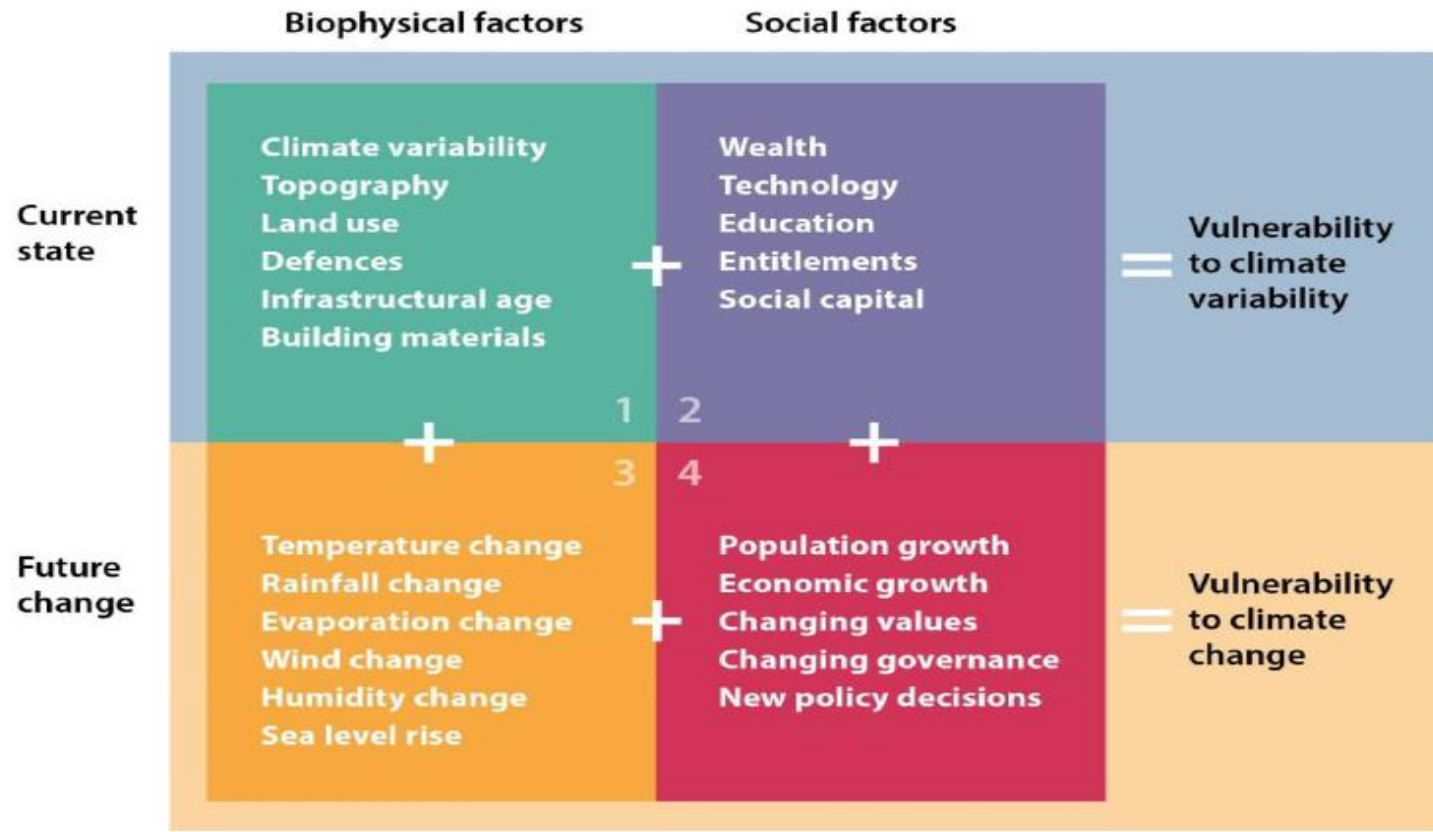 Biophysical factors
Social factors
Current
state
Climate variability
Topography
Land use
Defences
Infrastructural age
Building materials
1
+
Wealth
Technology
Education
Entitlements
Social capital
2
=
Vulnerability
to climate
variability
+
+
Future
change
3
Temperature change
Rainfall change
Evaporation change
Wind change
Humidity change
Sea level rise
+
4
Population growth
Economic growth
Changing values
Changing governance
New policy decisions
=
Vulnerability
to climate
change